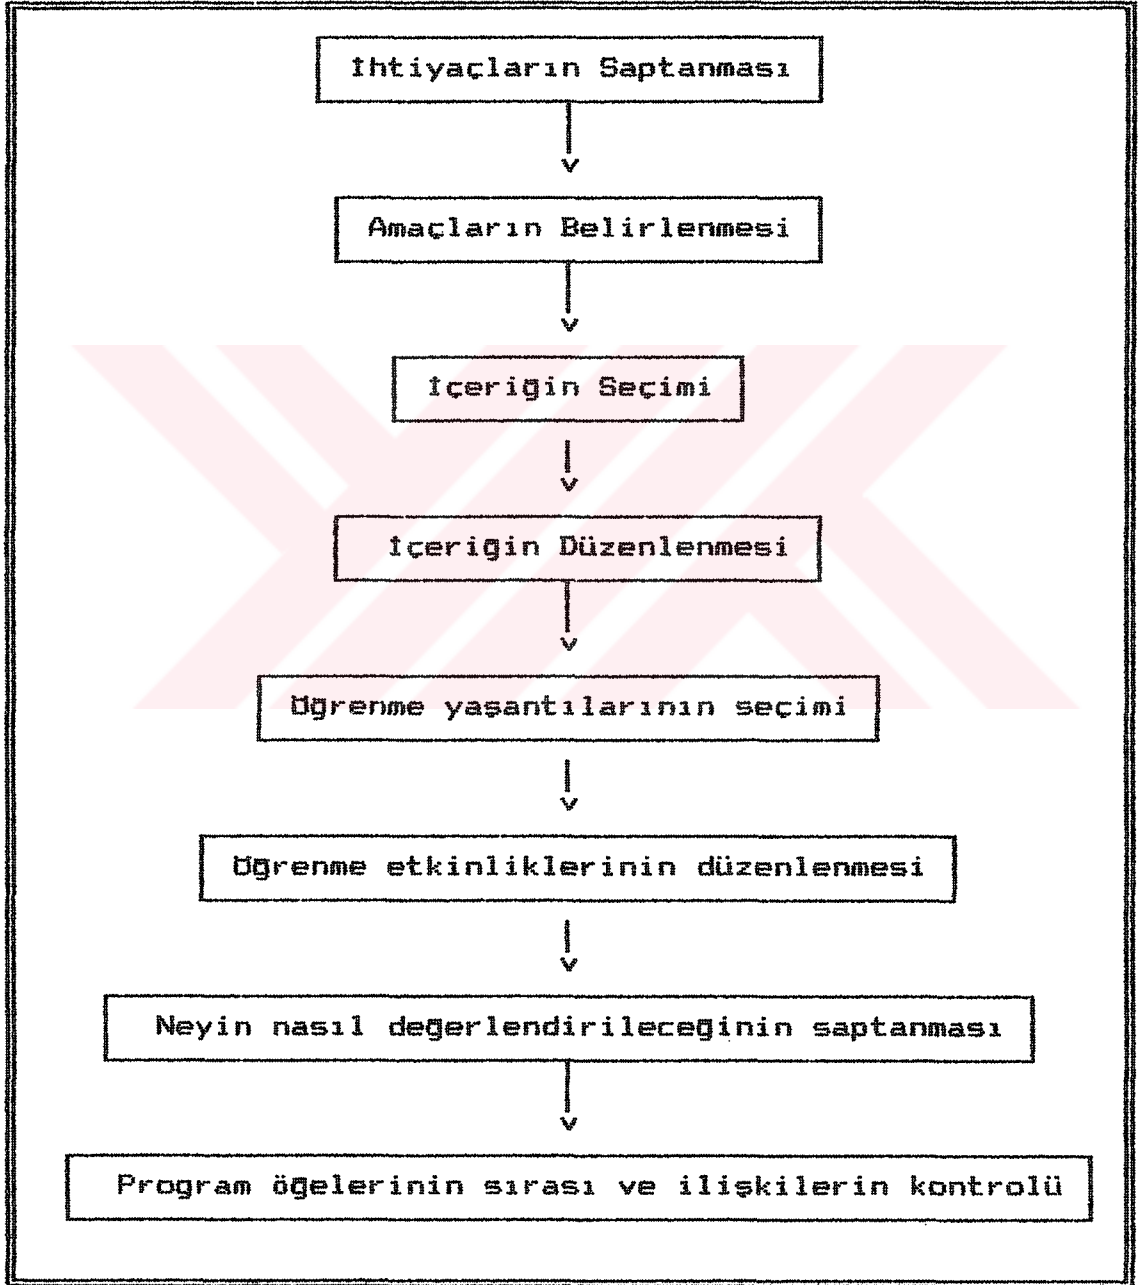 İhtiyaçların Saptanması
Amaçların Belirlenmesi
İçeriğin Seçimi
İçeriğin Düzenlenmesi
Öğrenme yaşantılarının seçimi
Öğrenme etkinliklerinin düzenlenmesi
Neyin nasıl değerlendirileceğinin saptanması
Program öğelerinin sırası ve ilişkilerin kontrolü